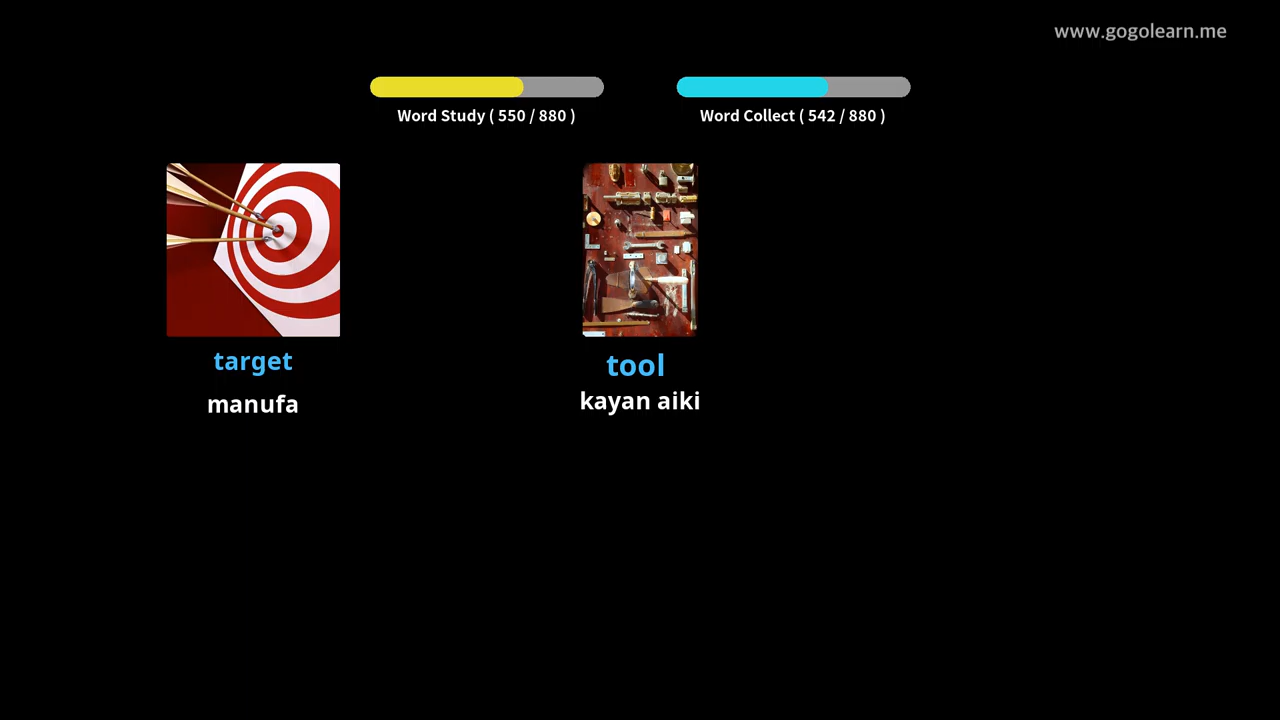 www.gogolearn.me
Word Study ( 550 / 880 )
Word Collect ( 542 / 880 )
target
manufa
tool
kayan aiki